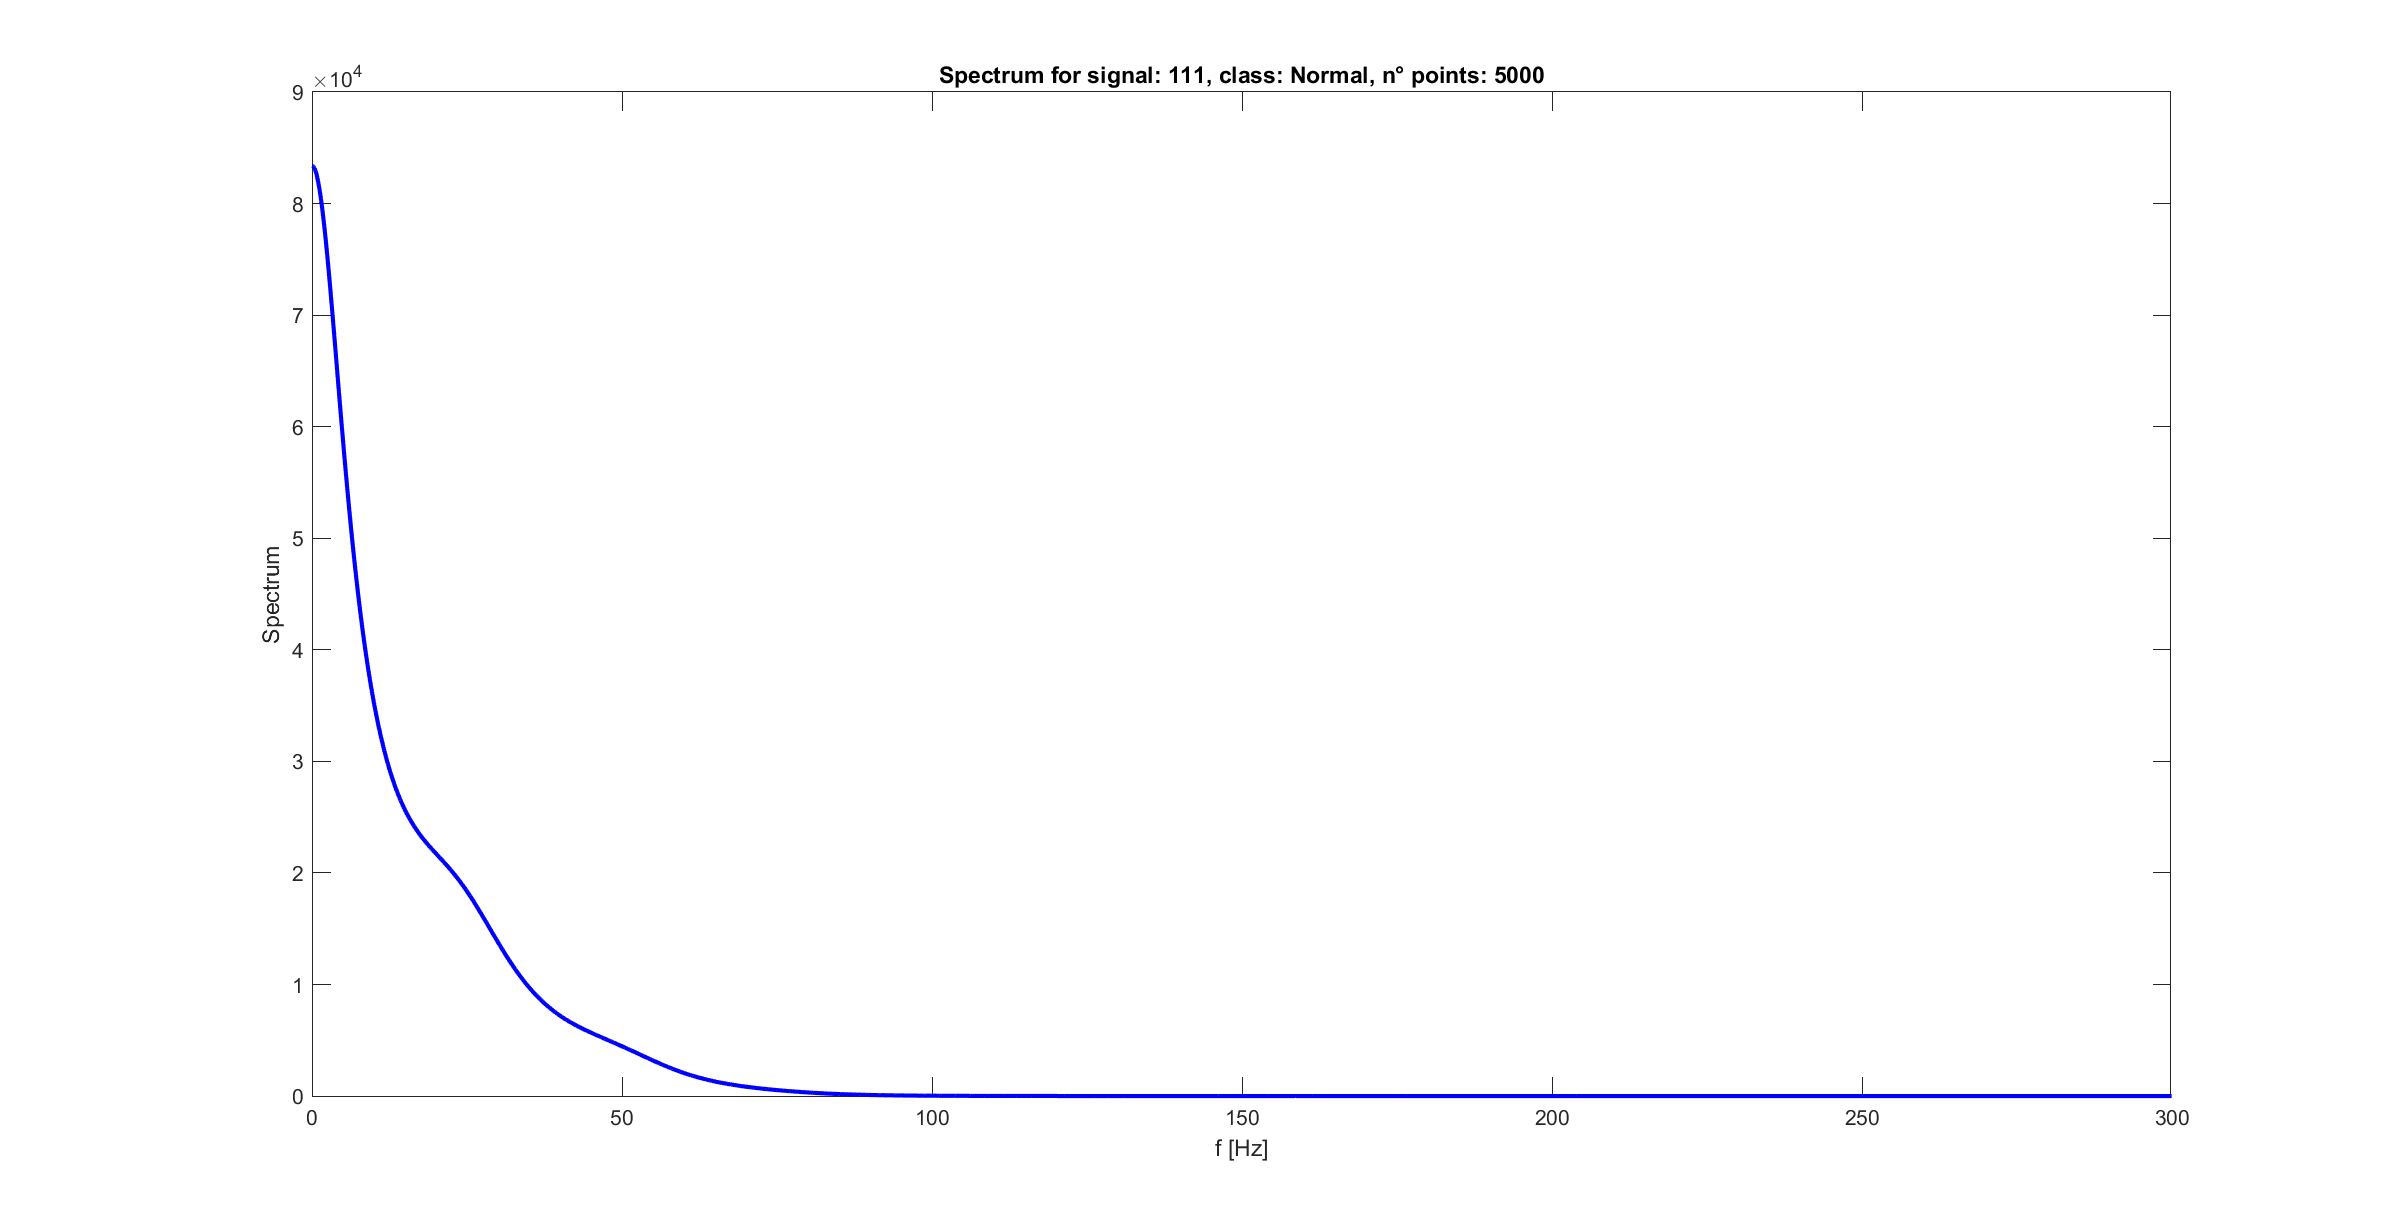 Spectrum for signal: 111, class: Normal, n° points: 5000
×10^4
9
8
7
6
5
4
3
2
1
0
Spectrum
0 50 100 150 200 250 300
f [Hz]